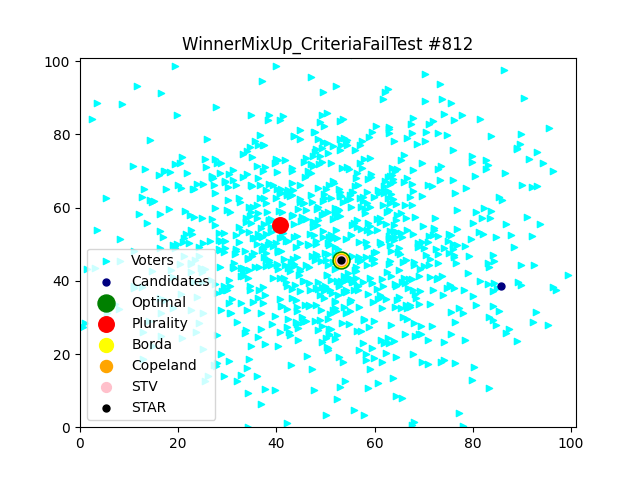 WinnerMixUp_CriteriaFailTest #812
100
80
60
40
20
0
Voters
Candidates
Optimal
Plurality
Borda
Copeland
STV
STAR
0 20 40 60 80 100